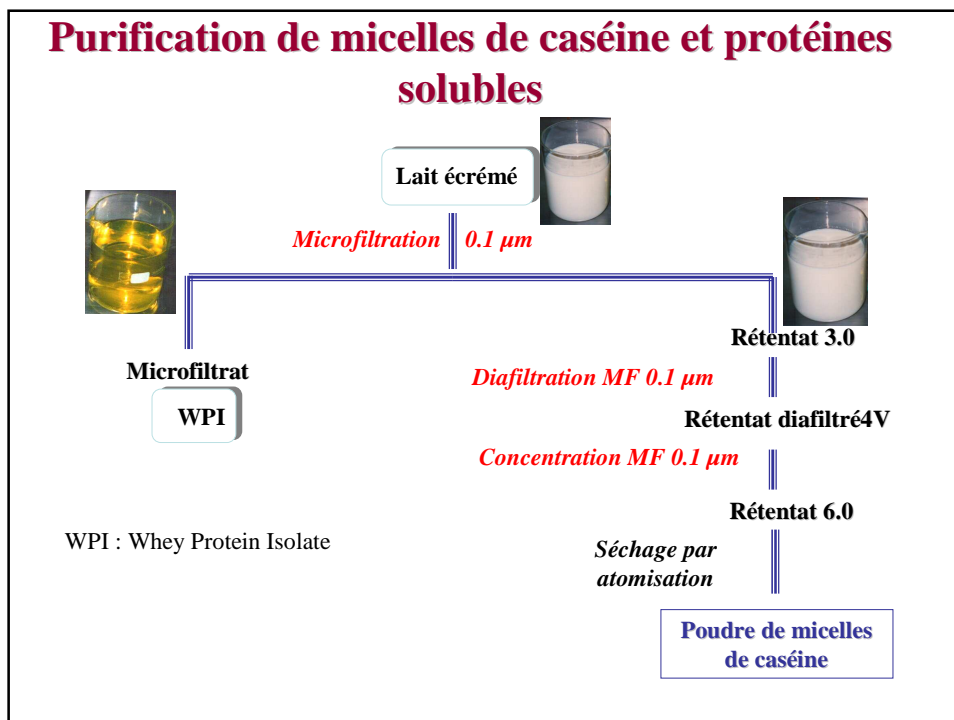 Purification de micelles de caséine et protéines
solubles
Lait écrémé
Microfiltration 0.1 µm
Rétentat 3.0
Microfiltrat
Diafiltration MF 0.1 µm
WPI
Rétentat diafiltré4V
Concentration MF 0.1 µm
Rétentat 6.0
WPI : Whey Protein Isolate
Séchage par
atomisation
Poudre de micelles
de caséine